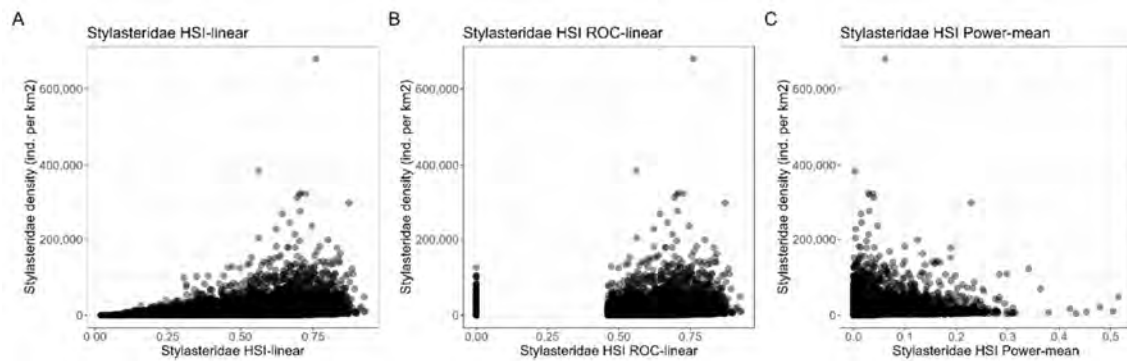 A
Stylasteridae HSI-linear
Stylasteridae density (ind. per km2)
600,000
400,000
200,000
0
0.00 0.25 0.50 0.75
Stylasteridae HSI-linear
B
Stylasteridae HSI ROC-linear
Stylasteridae density (ind. per km2)
600,000
400,000
200,000
0
0.00 0.25 0.50 0.75
Stylasteridae HSI ROC-linear
C
Stylasteridae HSI Power-mean
Stylasteridae density (ind. per km2)
600,000
400,000
200,000
0
0.0 0.1 0.2 0.3 0.4 0.5
Stylasteridae HSI Power-mean